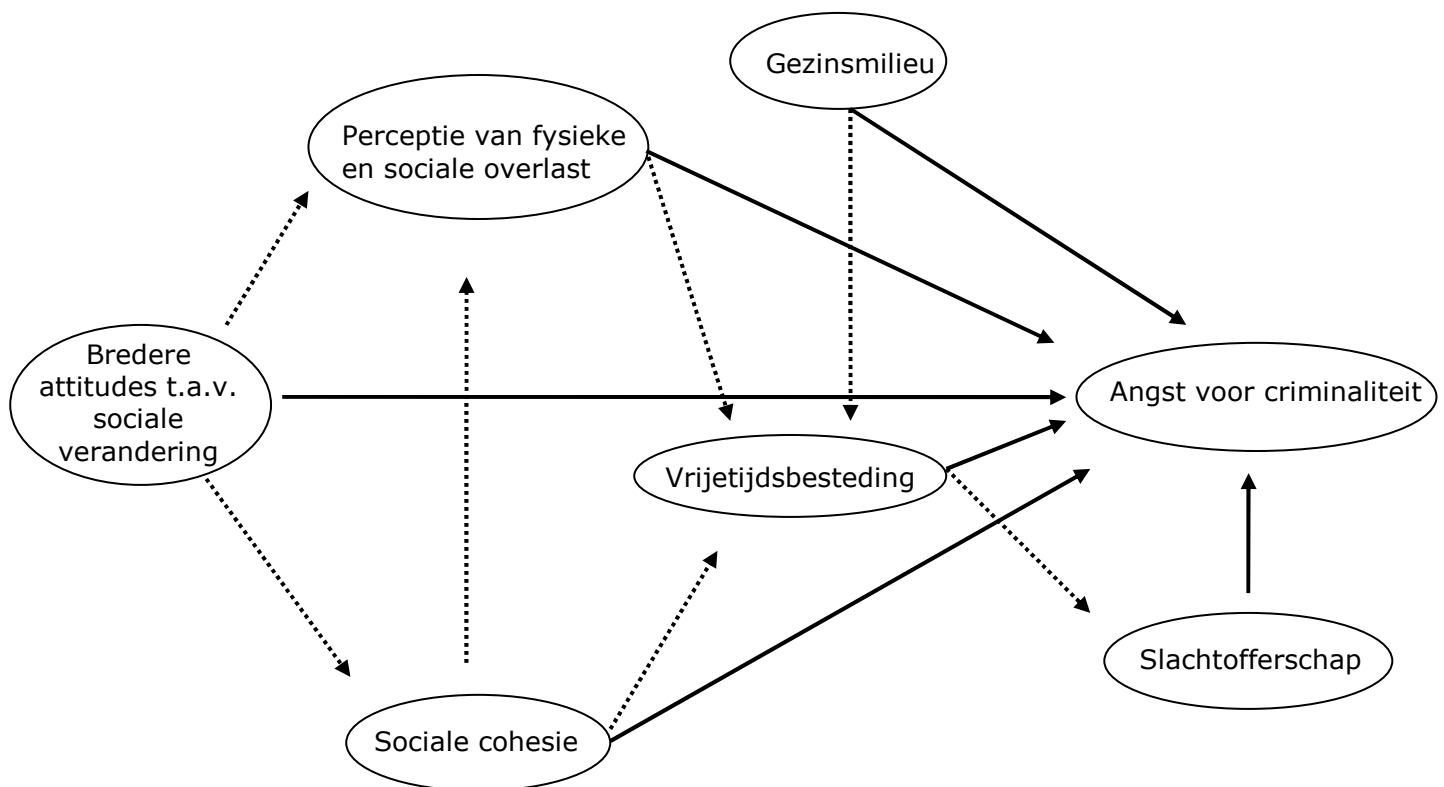 Gezinsmilieu
Perceptie van fysieke
en sociale overlast
Bredere
attitudes t.a.v.
sociale
verandering
Angst voor criminaliteit
Vrijetijdsbesteding
Slachtofferschap
Sociale cohesie